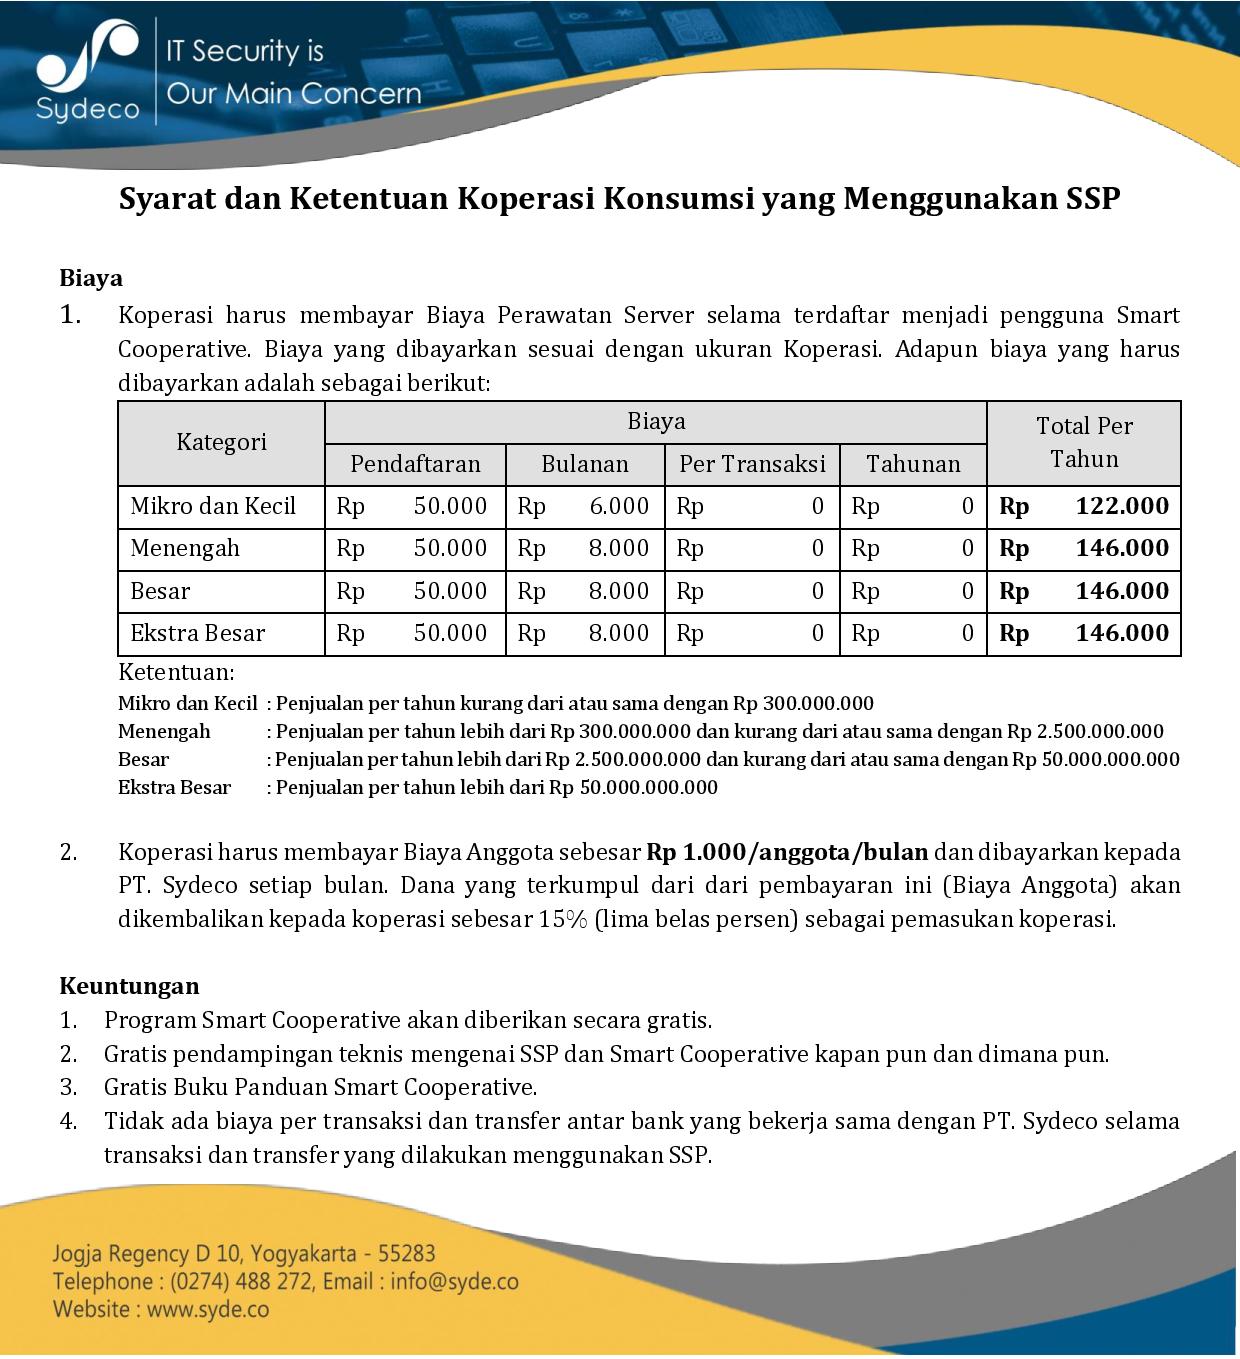 Sydeco
IT Security is
Our Main Concern
Syarat dan Ketentuan Koperasi Konsumsi yang Menggunakan SSP
Biaya
1. Koperasi harus membayar Biaya Perawatan Server selama terdaftar menjadi pengguna Smart
Cooperative. Biaya yang dibayarkan sesuai dengan ukuran Koperasi. Adapun biaya yang harus
dibayarkan adalah sebagai berikut:
Kategori Biaya Total Per Tahun
Pendaftaran Bulanan Per Transaksi Tahunan
Mikro dan Kecil Rp 50.000 Rp 6.000 Rp 0 Rp 0 Rp 122.000
Menengah Rp 50.000 Rp 8.000 Rp 0 Rp 0 Rp 146.000
Besar Rp 50.000 Rp 8.000 Rp 0 Rp 0 Rp 146.000
Ekstra Besar Rp 50.000 Rp 8.000 Rp 0 Rp 0 Rp 146.000
Ketentuan:
Mikro dan Kecil : Penjualan per tahun kurang dari atau sama dengan Rp 300.000.000
Menengah : Penjualan per tahun lebih dari Rp 300.000.000 dan kurang dari atau sama dengan Rp 2.500.000.000
Besar : Penjualan per tahun lebih dari Rp 2.500.000.000 dan kurang dari atau sama dengan Rp 50.000.000.000
Ekstra Besar : Penjualan per tahun lebih dari Rp 50.000.000.000
2. Koperasi harus membayar Biaya Anggota sebesar Rp 1.000/anggota/bulan dan dibayarkan kepada
PT. Sydeco setiap bulan. Dana yang terkumpul dari dari pembayaran ini (Biaya Anggota) akan
dikembalikan kepada koperasi sebesar 15% (lima belas persen) sebagai pemasukan koperasi.
Keuntungan
1. Program Smart Cooperative akan diberikan secara gratis.
2. Gratis pendampingan teknis mengenai SSP dan Smart Cooperative kapan pun dan dimana pun.
3. Gratis Buku Panduan Smart Cooperative.
4. Tidak ada biaya per transaksi dan transfer antar bank yang bekerja sama dengan PT. Sydeco selama
transaksi dan transfer yang dilakukan menggunakan SSP.
Jogja Regency D 10, Yogyakarta - 55283
Telephone : (0274) 488 272, Email : info@syde.co
Website : www.syde.co